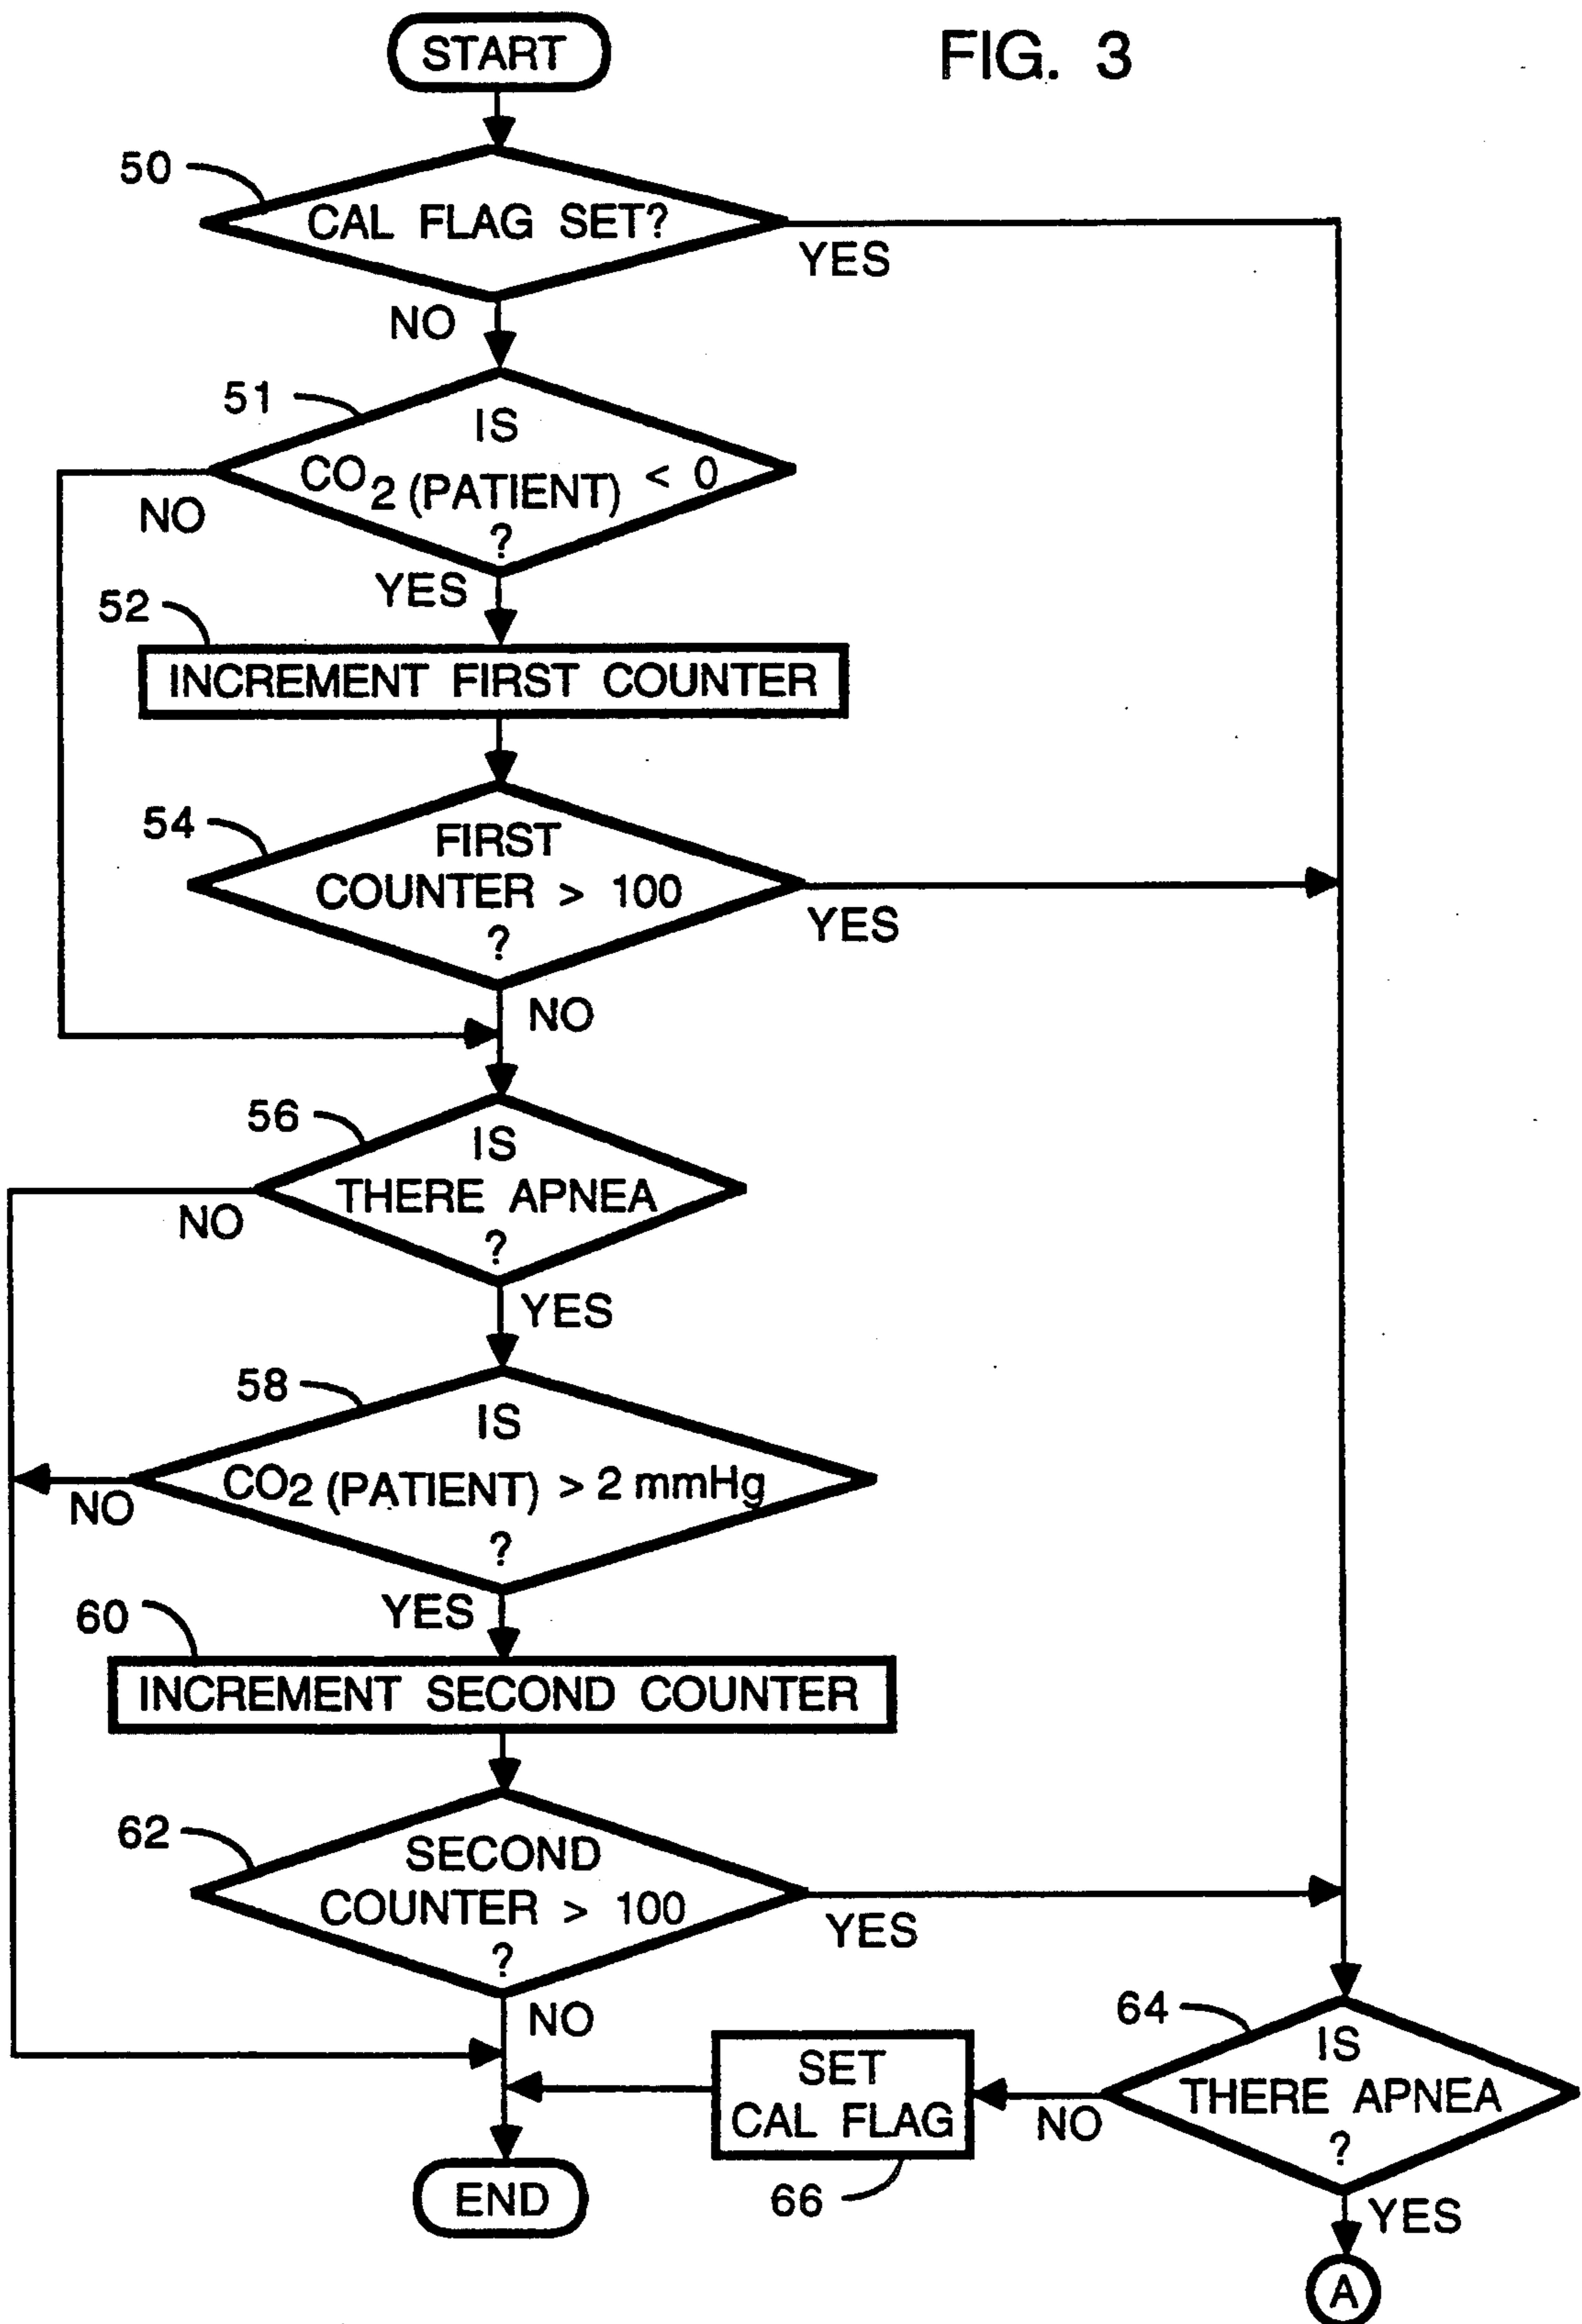 START
FIG. 3
50
CAL FLAG SET?
YES
NO
51
IS
CO2 (PATIENT) < 0
?
NO
YES
52
INCREMENT FIRST COUNTER
54
FIRST
COUNTER > 100
?
YES
NO
56
IS
THERE APNEA
?
NO
YES
58
IS
CO2 (PATIENT) > 2 mmHg
?
NO
YES
60
INCREMENT SECOND COUNTER
62
SECOND
COUNTER > 100
?
YES
NO
64
IS
THERE APNEA
?
NO
YES
SET
CAL FLAG
66
END
A